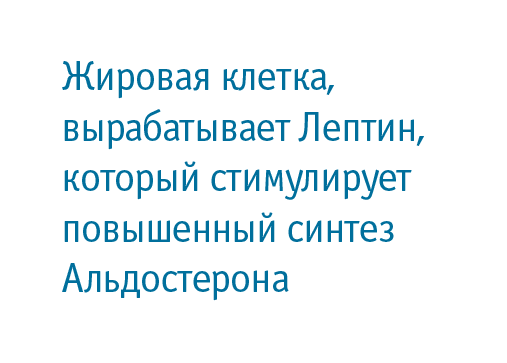 Жировая клетка,
вырабатывает Лептин,
который стимулирует
повышенный синтез
Альдостерона